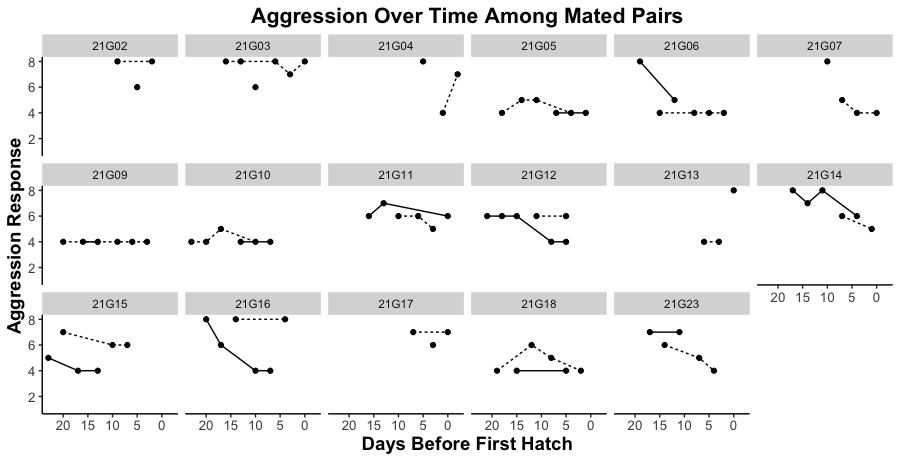 Aggression Over Time Among Mated Pairs
21G02 21G03 21G04 21G05 21G06 21G07
8
6
4
2
21G09 21G10 21G11 21G12 21G13 21G14
8
6
4
2
20 15 10 5 0
21G15 21G16 21G17 21G18 21G23
8
6
4
2
20 15 10 5 0 20 15 10 5 0 20 15 10 5 0 20 15 10 5 0 20 15 10 5 0
Aggression Response
Days Before First Hatch